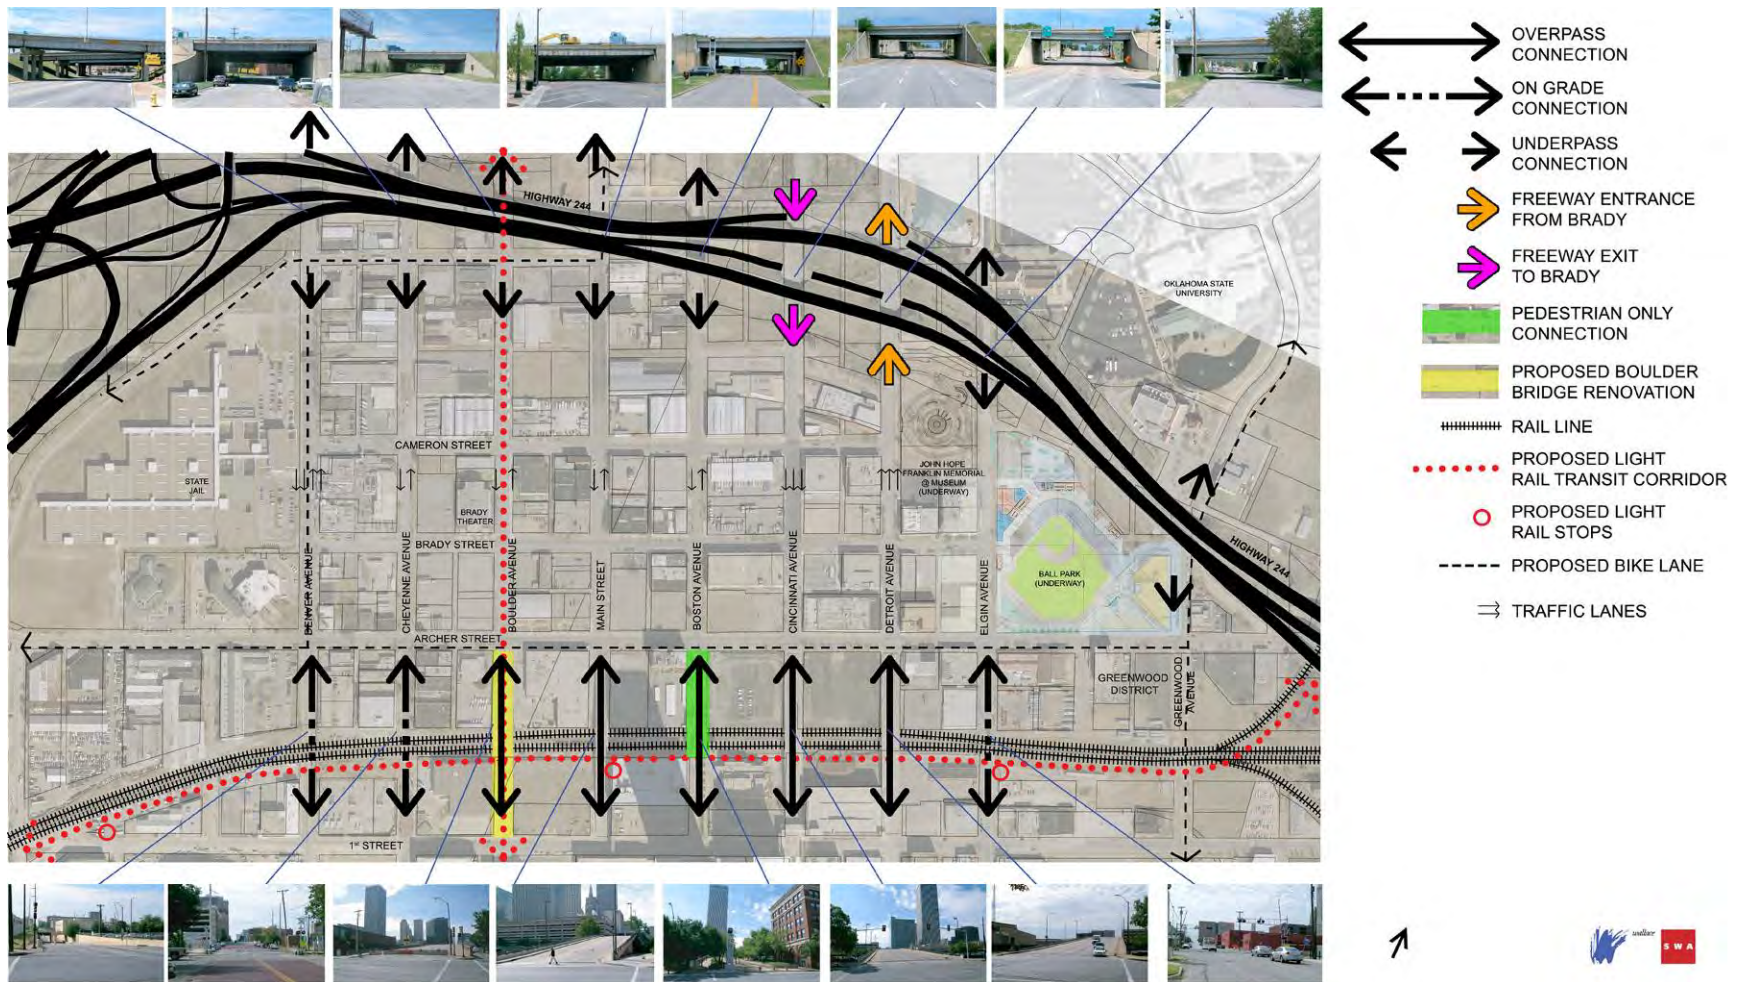 OVERPASS
CONNECTION
ON GRADE
CONNECTION
UNDERPASS
CONNECTION
FREEWAY ENTRANCE
FROM BRADY
FREEWAY EXIT
TO BRADY
PEDESTRIAN ONLY
CONNECTION
PROPOSED BOULDER
BRIDGE RENOVATION
RAIL LINE
PROPOSED LIGHT
RAIL TRANSIT CORRIDOR
PROPOSED LIGHT
RAIL STOPS
PROPOSED BIKE LANE
TRAFFIC LANES
HIGHWAY 244
OKLAHOMA STATE
UNIVERSITY
CAMERON STREET
STATE
JAIL
JOHN HOPE
FRANKLIN MEMORIAL
@ MUSEUM
(UNDERWAY)
BRADY
THEATER
BRADY STREET
HIGHWAY 244
BALL PARK
(UNDERWAY)
DENVER AVENUE
CHEYENNE AVENUE
BOULDER AVENUE
MAIN STREET
BOSTON AVENUE
CINCINNATI AVENUE
DETROIT AVENUE
ELGIN AVENUE
ARCHER STREET
GREENWOOD
DISTRICT
GREENWOOD
AVENUE
1ST STREET
wallace
SWA